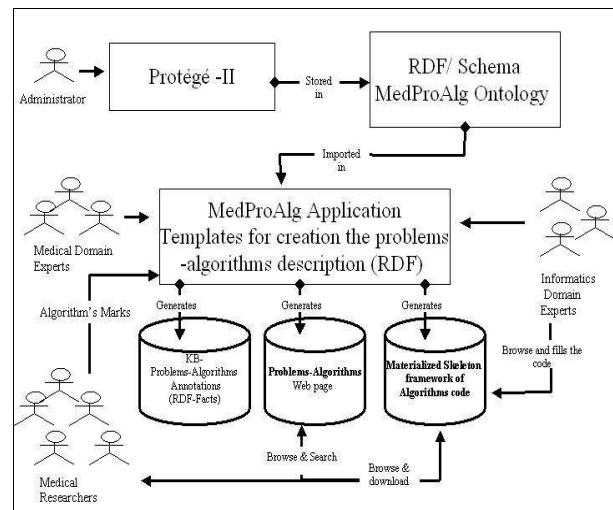 Administrator
Protégé -II
Stored
in
RDF/ Schema
MedProAlg Ontology
Imported
in
MedProAlg Application
Templates for creation the problems
-algorithms description (RDF)
Medical Domain
Experts
Informatics
Domain
Experts
Algorithm's Marks
Generates
Generates
Generates
KB-
Problems-Algorithms
Annotations
(RDF-Facts)
Problems-Algorithms
Web page
Materialized Skeleton
framework of
Algorithms code
Browse and fills the
code
Browse & Search
Browse &
download
Medical
Researchers